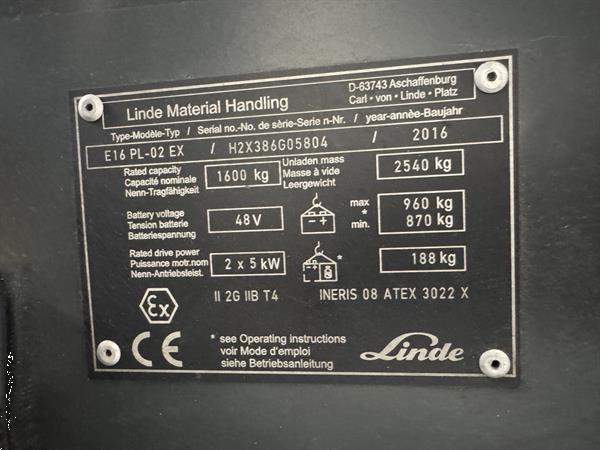 Linde Material Handling
D-63743 Aschaffenburg
Carl • von • Linde • Platz
Type-Modèle-Typ / Serial no.-No. de sèrie-Serie n-Nr. / year-annèe-Baujahr
E16 PL-02 EX / H2X386G05804 / 2016
Rated capacity
Capacité nominale
Nenn-Tragfähigkeit
1600 kg
Unladen mass
Masse à vide
Leergewicht
2540 kg
Battery voltage
Tension batterie
Batteriespannung
48V
- +
max
*
min.
960 kg
870 kg
Rated drive power
Puissance motr.nom
Nenn-Antriebsleist.
2 x 5 kW
*
188 kg
Ex
II 2G IIB T4
INERIS 08 ATEX 3022 X
CE
* see Operating instructions
voir Mode d'emploi
siehe Betriebsanleitung
Linde